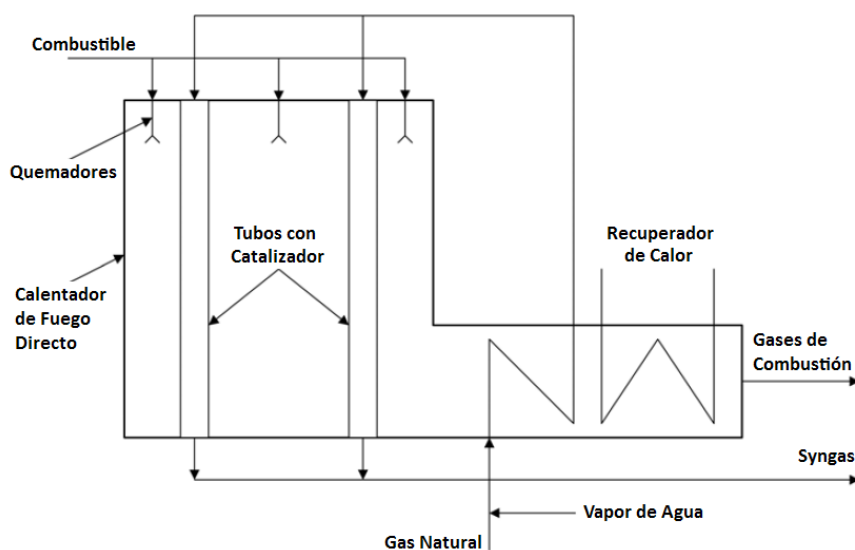 Combustible
Quemadores
Tubos con
Catalizador
Recuperador
de Calor
Calentador
de Fuego
Directo
Gases de
Combustión
Syngas
Vapor de Agua
Gas Natural